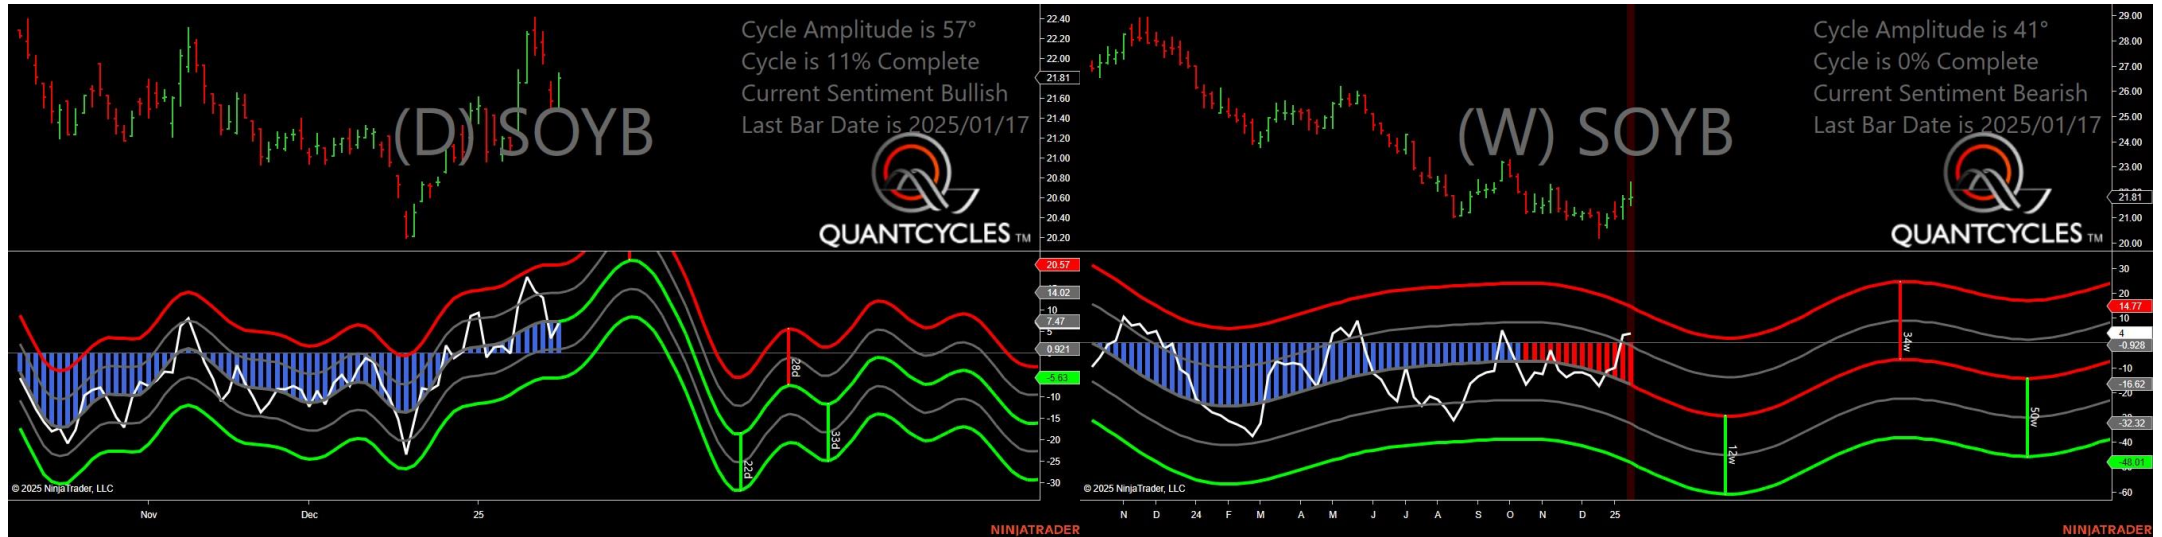 Cycle Amplitude is 57°
Cycle is 11% Complete
Current Sentiment Bullish
Last Bar Date is 2025/01/17
(D) SOYB
QUANTCYCLES TM
22.40
22.20
22.00
21.81
21.60
21.40
21.20
21.00
20.80
20.60
20.40
20.20
20.57
14.02
10
7.47
5
0.921
-5.63
-10
-15
-20
-25
-30
28d
33d
22d
© 2025 NinjaTrader, LLC
Nov
Dec
25
NINJATRADER
Cycle Amplitude is 41°
Cycle is 0% Complete
Current Sentiment Bearish
Last Bar Date is 2025/01/17
(W) SOYB
QUANTCYCLES TM
29.00
28.00
27.00
26.00
25.00
24.00
23.00
21.81
21.00
20.00
30
20
14.77
10
4
-0.928
-10
-16.62
-20
-32.32
-40
-48.01
-60
34w
50w
12w
© 2025 NinjaTrader, LLC
N D 24 F M A M J J A S O N D 25
NINJATRADER